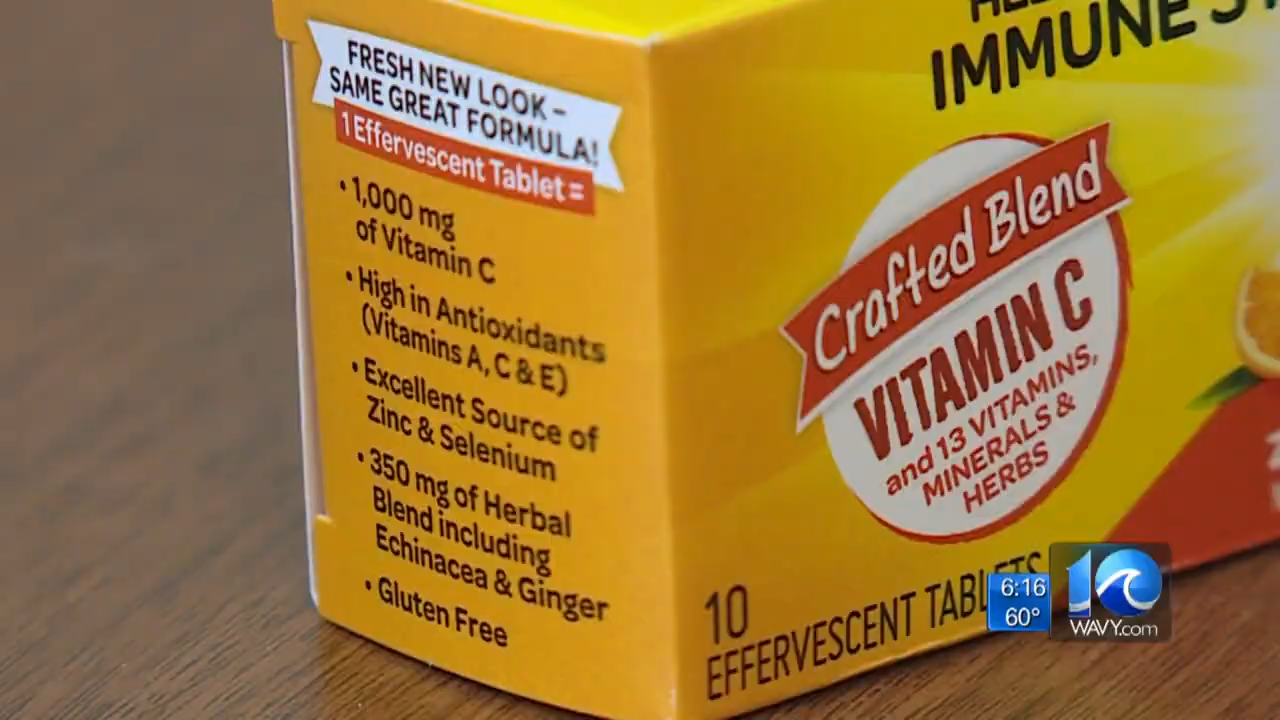 FRESH NEW LOOK –
SAME GREAT FORMULA!
1 Effervescent Tablet =
• 1,000 mg
of Vitamin C
• High in Antioxidants
(Vitamins A, C & E)
• Excellent Source of
Zinc & Selenium
• 350 mg of Herbal
Blend including
Echinacea & Ginger
• Gluten Free
IMMUNE
Crafted Blend
VITAMIN C
and 13 VITAMINS,
MINERALS &
HERBS
10
EFFERVESCENT TABLETS
6:16
60°
10
WAVY.com